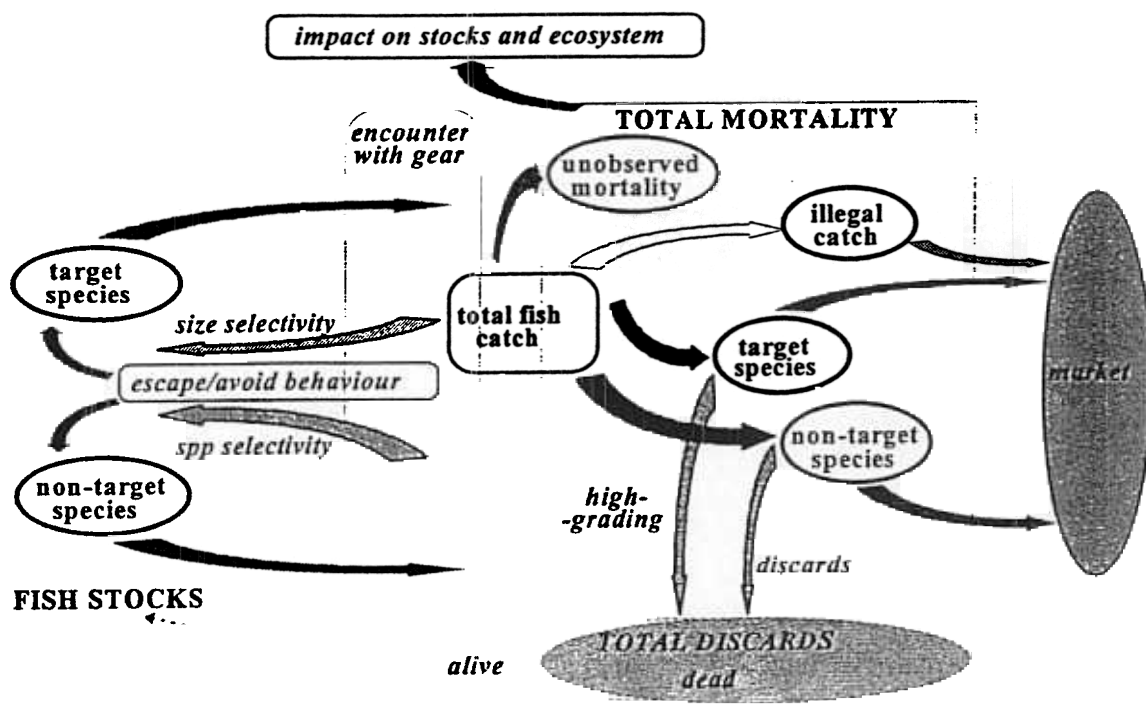 impact on stocks and ecosystem
encounter
with gear
TOTAL MORTALITY
unobserved
mortality
illegal
catch
target
species
size selectivity
total fish
catch
target
species
market
escape/avoid behaviour
spp selectivity
non-target
species
non-target
species
high-
-grading
discards
FISH STOCKS
TOTAL DISCARDS
alive
dead